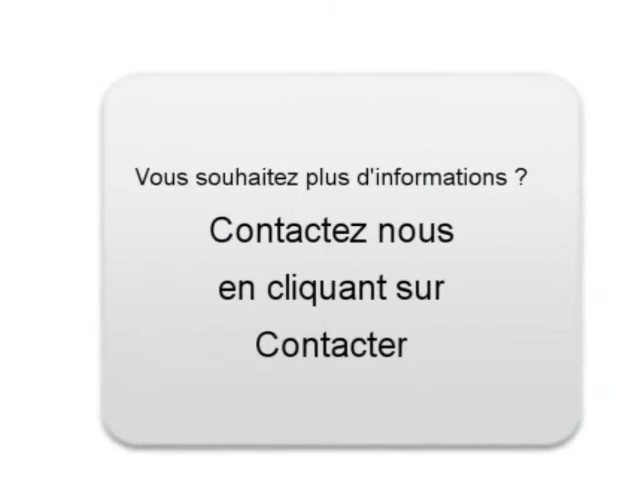 Vous souhaitez plus d'informations ?
Contactez nous
en cliquant sur
Contacter